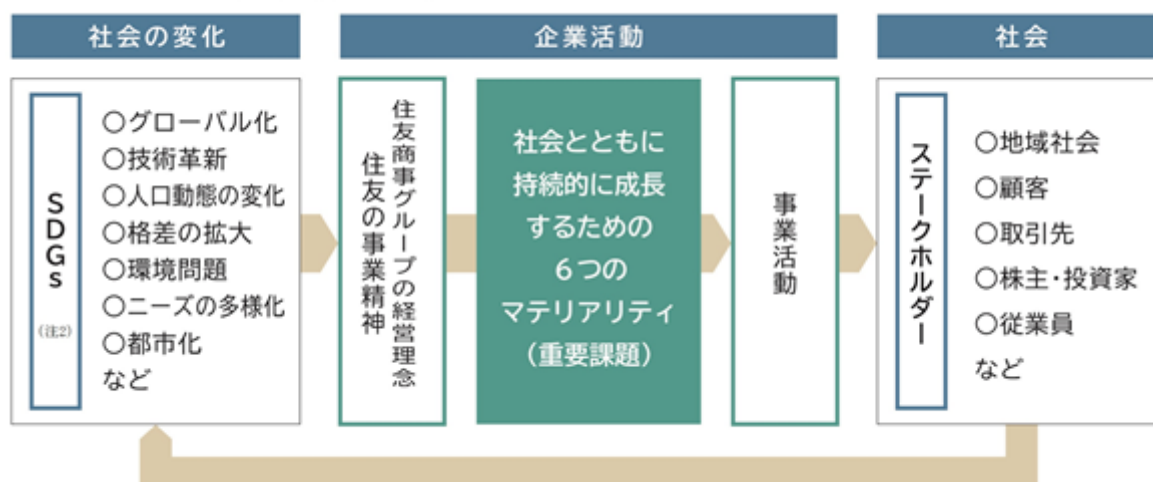 社会の変化
企業活動
社会
SDGs
(注2)
○グローバル化
○技術革新
○人口動態の変化
○格差の拡大
○環境問題
○ニーズの多様化
○都市化
など
住友商事グループの経営理念
住友の事業精神
社会とともに
持続的に成長
するための
6つの
マテリアリティ
(重要課題)
事業活動
ステークホルダー
○地域社会
○顧客
○取引先
○株主・投資家
○従業員
など